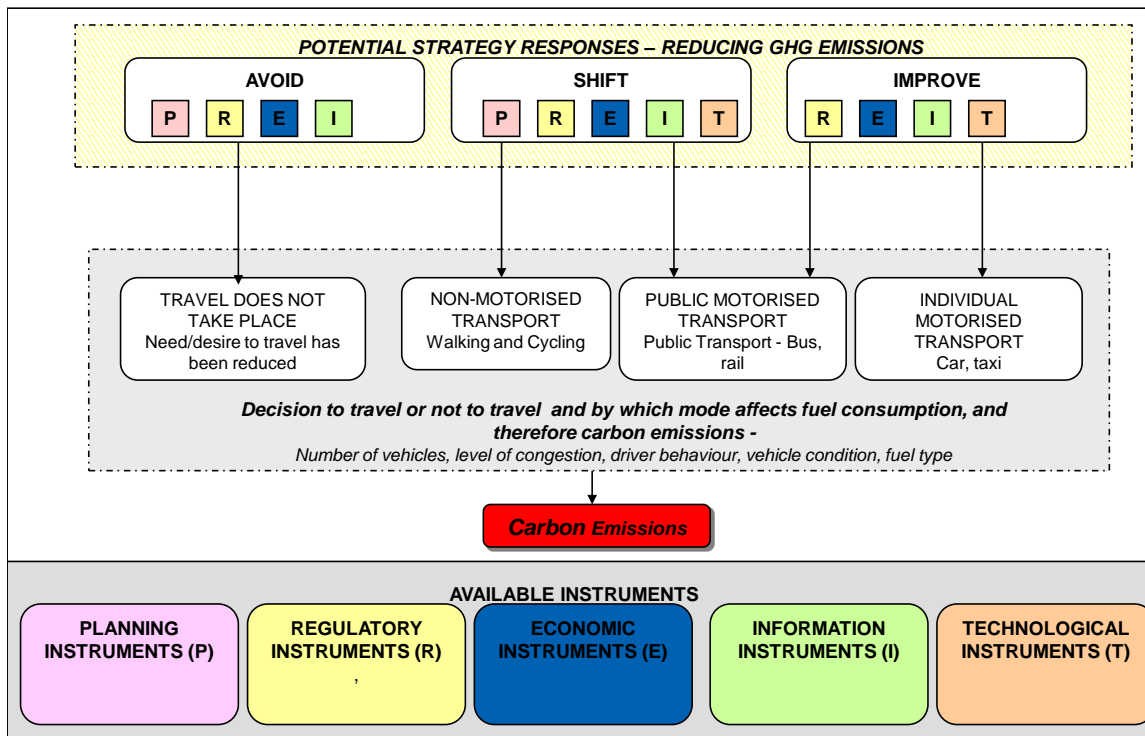 POTENTIAL STRATEGY RESPONSES – REDUCING GHG EMISSIONS
AVOID
P R E I
SHIFT
P R E I T
IMPROVE
R E I T
TRAVEL DOES NOT
TAKE PLACE
Need/desire to travel has
been reduced
NON-MOTORISED
TRANSPORT
Walking and Cycling
PUBLIC MOTORISED
TRANSPORT
Public Transport - Bus,
rail
INDIVIDUAL
MOTORISED
TRANSPORT
Car, taxi
Decision to travel or not to travel and by which mode affects fuel consumption, and
therefore carbon emissions -
Number of vehicles, level of congestion, driver behaviour, vehicle condition, fuel type
Carbon Emissions
AVAILABLE INSTRUMENTS
PLANNING
INSTRUMENTS (P)
REGULATORY
INSTRUMENTS (R)
,
ECONOMIC
INSTRUMENTS (E)
INFORMATION
INSTRUMENTS (I)
TECHNOLOGICAL
INSTRUMENTS (T)